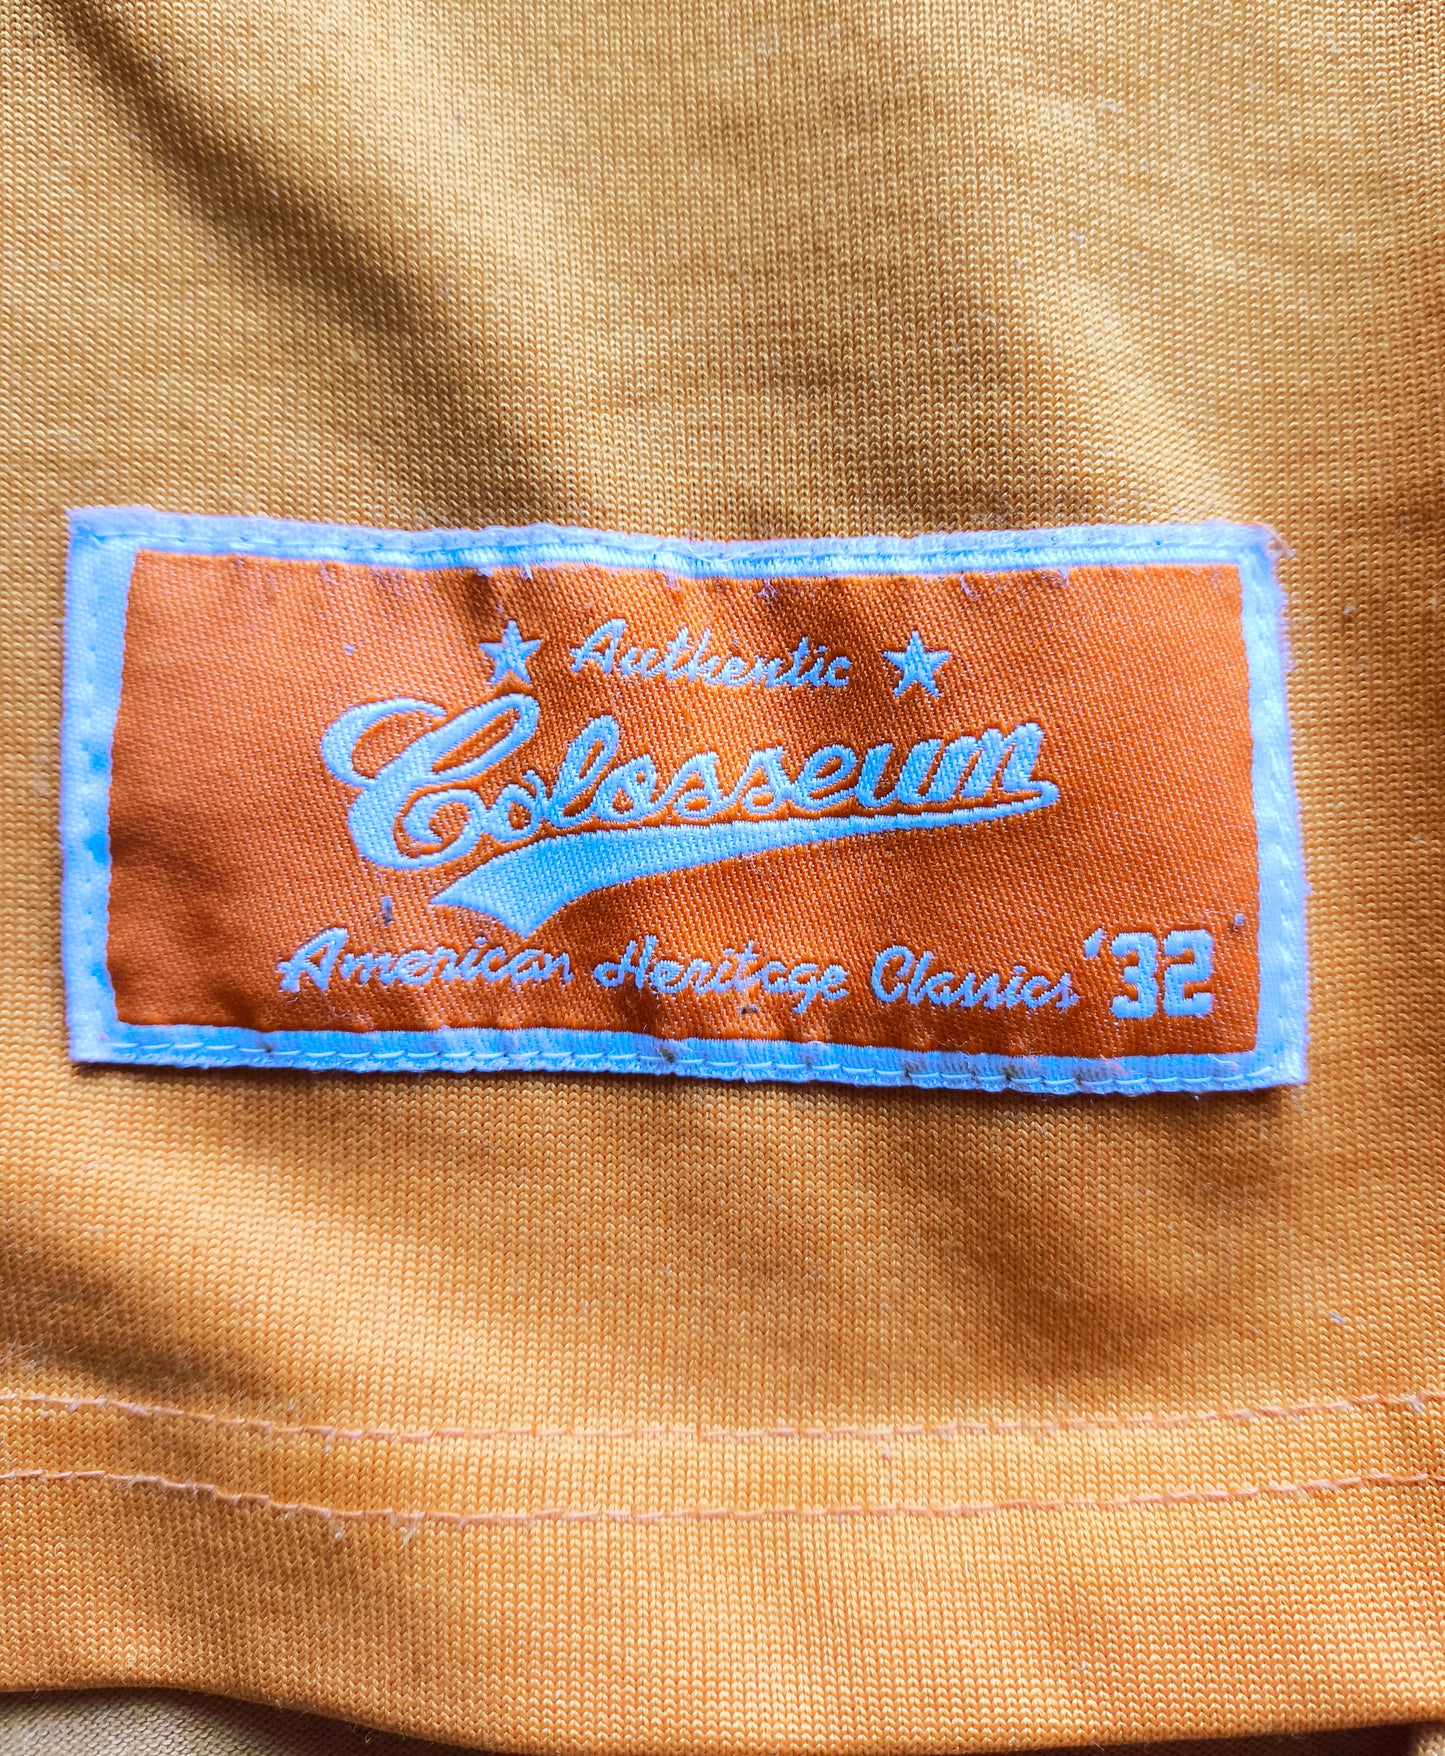 Authentic
Colosseum
American Heritage Classics '32